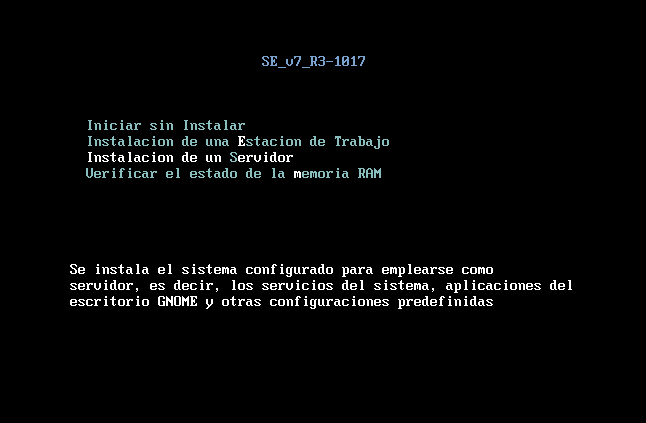 SE_v7_R3-1017
Iniciar sin Instalar
Instalacion de una Estacion de Trabajo
Instalacion de un Servidor
Verificar el estado de la memoria RAM
Se instala el sistema configurado para emplearse como
servidor, es decir, los servicios del sistema, aplicaciones del
escritorio GNOME y otras configuraciones predefinidas